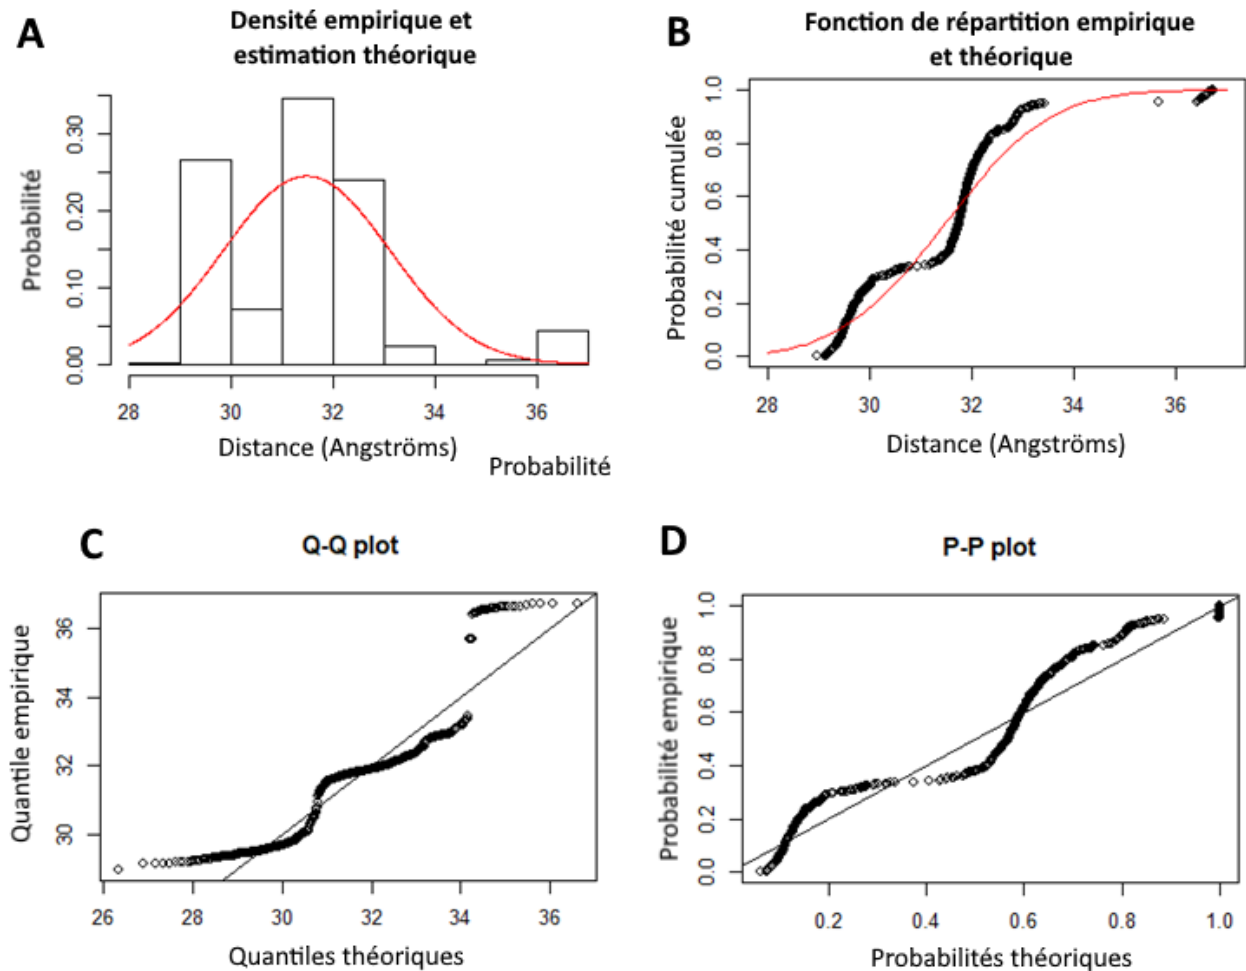 A
Densité empirique et
estimation théorique
Probabilité
0.00
0.10
0.20
0.30
28
30
32
34
36
Distance (Angströms)
Probabilité
B
Fonction de répartition empirique
et théorique
Probabilité cumulée
0.0
0.2
0.4
0.6
0.8
1.0
28
30
32
34
36
Distance (Angströms)
C
Q-Q plot
Quantile empirique
30
32
34
36
26
28
30
32
34
36
Quantiles théoriques
D
P-P plot
Probabilité empirique
0.0
0.2
0.4
0.6
0.8
1.0
0.2
0.4
0.6
0.8
1.0
Probabilités théoriques